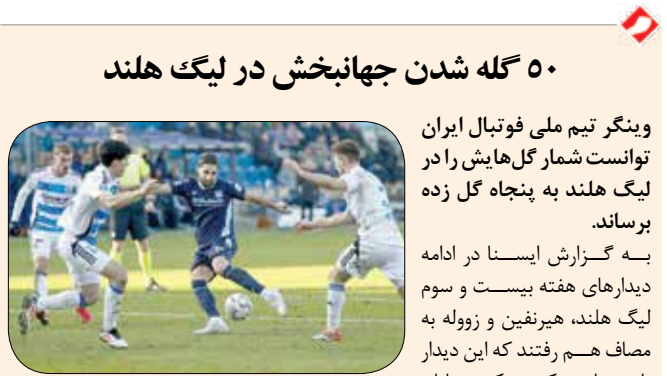 ۵۰ گله شدن جهانبخش در لیگ هلند
وینگر تیم ملی فوتبال ایران
توانست شمار گل‌هایش را در
لیگ هلند به پنجاه گل زده
برساند.
به گزارش ایسنا در ادامه
دیدارهای هفته بیست و سوم
لیگ هلند، هیرنفین و زووله به
مصاف هم رفتند که این دیدار